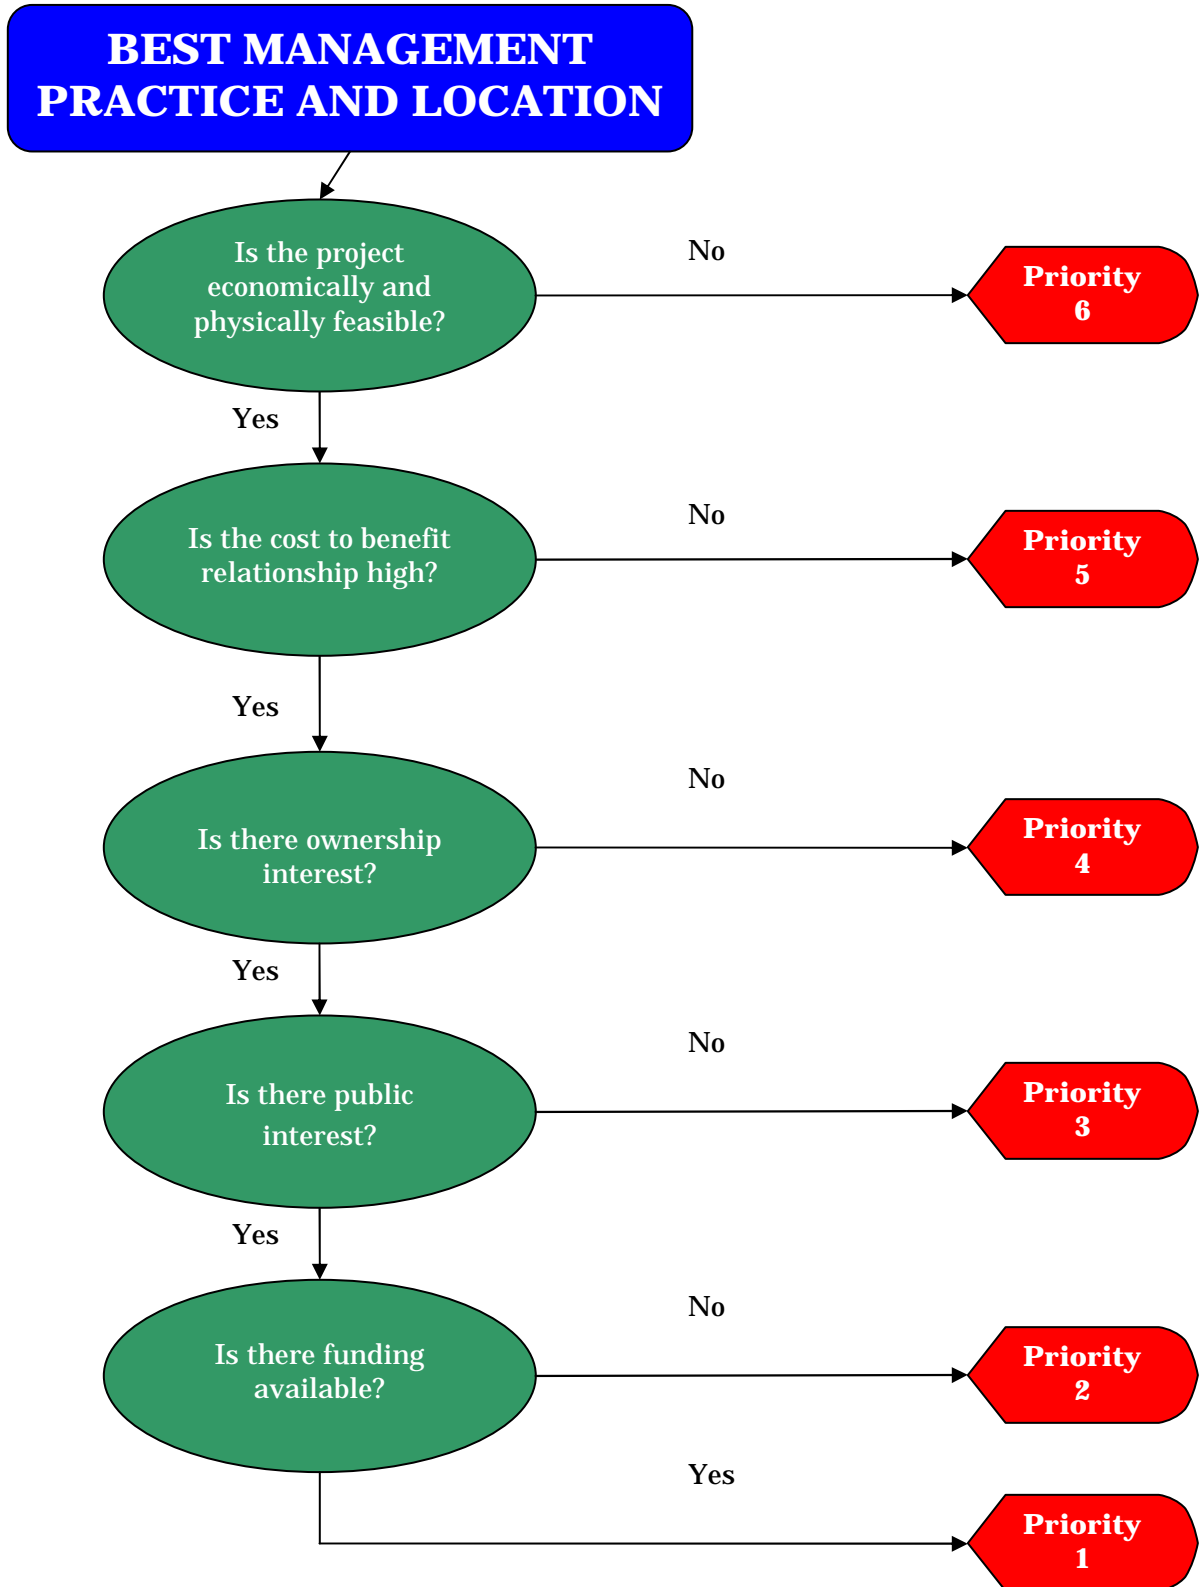 BEST MANAGEMENT
PRACTICE AND LOCATION
Is the project
economically and
physically feasible?
No
Priority
6
Yes
Is the cost to benefit
relationship high?
No
Priority
5
Yes
Is there ownership
interest?
No
Priority
4
Yes
Is there public
interest?
No
Priority
3
Yes
Is there funding
available?
No
Priority
2
Yes
Priority
1